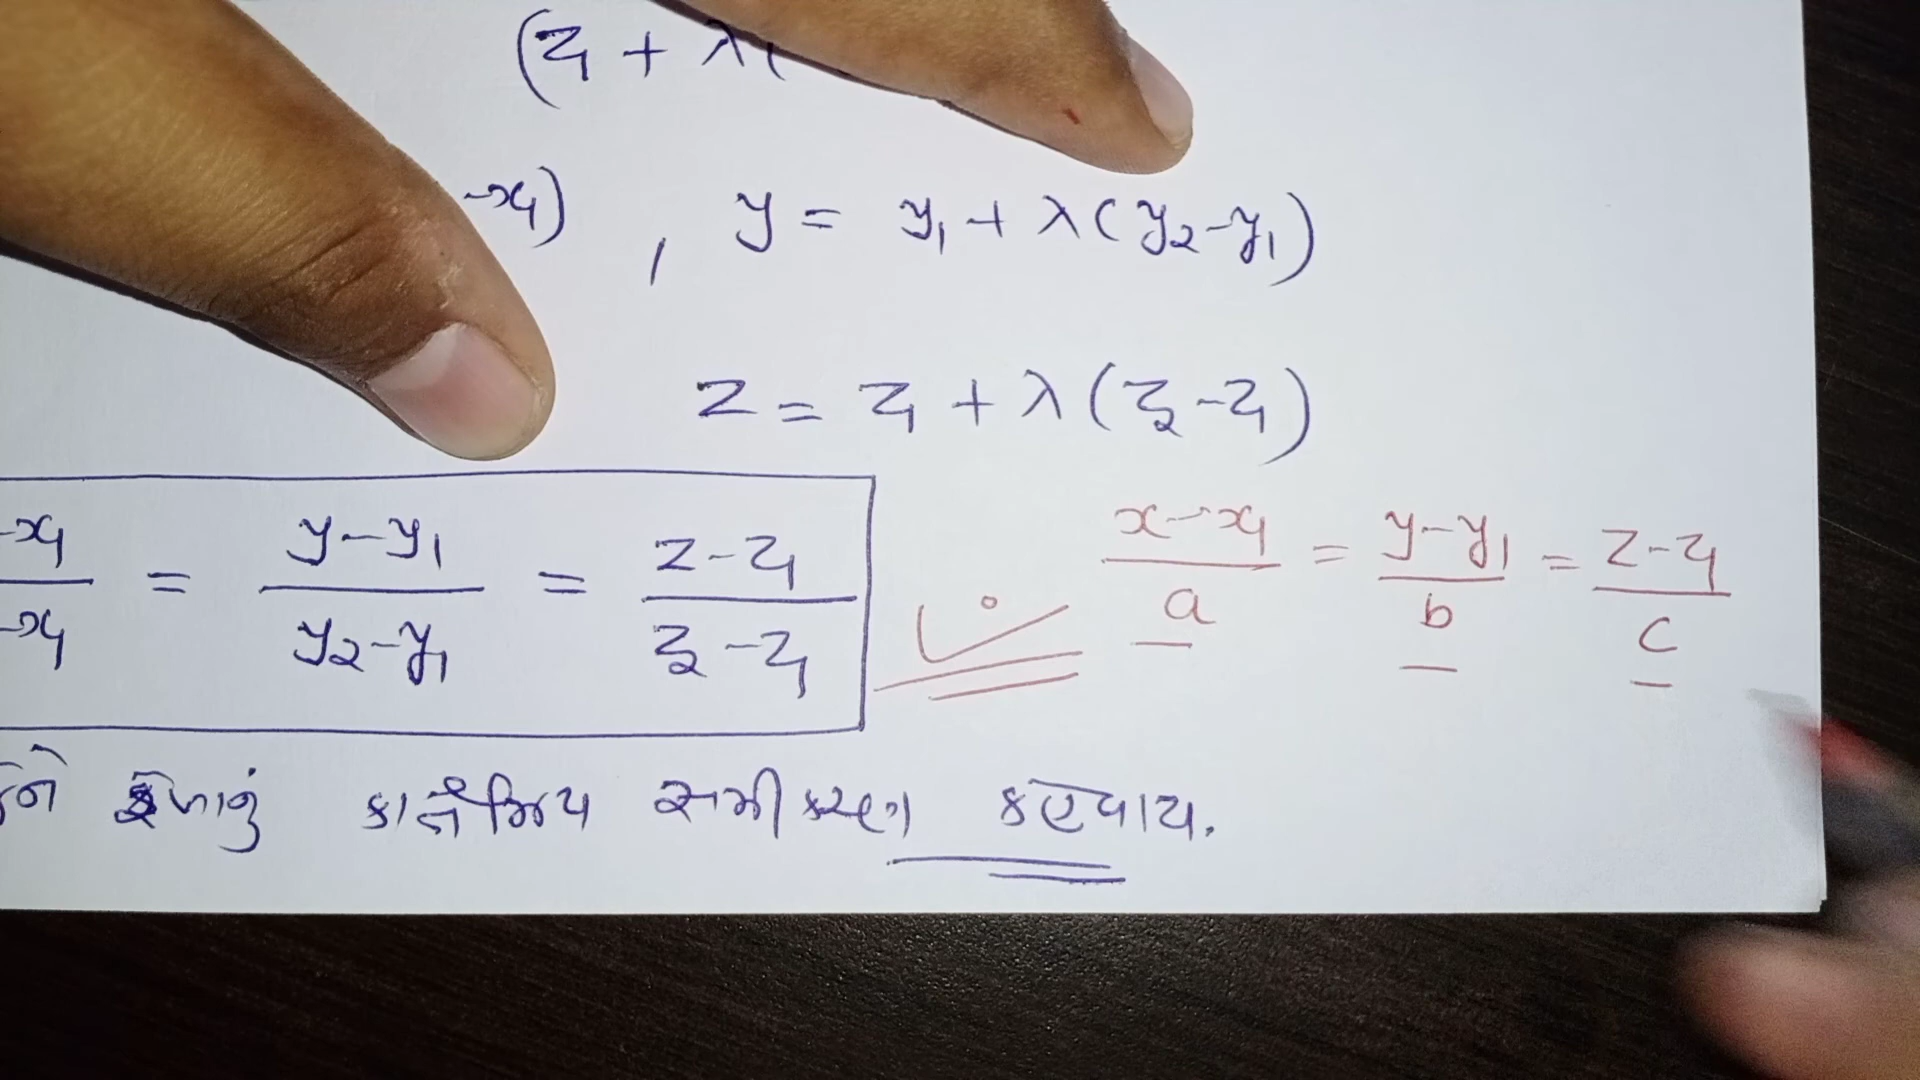 (z₁ + λ(
-x₁) , y = y₁ + λ(y₂-y₁)
z = z₁ + λ(z₂-z₁)
-x₁/-x₁ = y-y₁/y₂-y₁ = z-z₁/z₂-z₁
x-x₁/a = y-y₁/b = z-z₁/c
રેખાનું કાર્તેઝિય સમીકરણ કહેવાય.